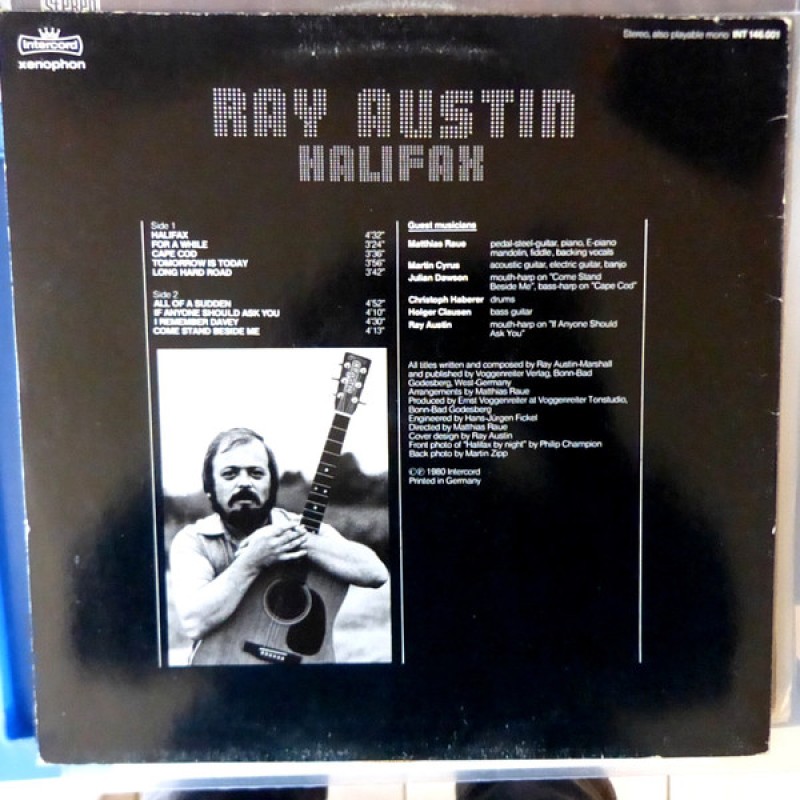 intercord
xenophon
Stereo, also playable mono INT 146.001
RAY AUSTIN
HALIFAX
Side 1
HALIFAX 4'32"
FOR A WHILE 3'24"
CAPE COD 3'36"
TOMORROW IS TODAY 3'56"
LONG HARD ROAD 3'42"
Side 2
ALL OF A SUDDEN 4'52"
IF ANYONE SHOULD ASK YOU 4'10"
I REMEMBER DAVEY 4'30"
COME STAND BESIDE ME 4'13"
Guest musicians
Matthias Raue pedal-steel-guitar, piano, E-piano
mandolin, fiddle, backing vocals
Martin Cyrus acoustic guitar, electric guitar, banjo
Julian Dawson mouth-harp on "Come Stand
Beside Me", bass-harp on "Cape Cod"
Christoph Haberer drums
Holger Clausen bass guitar
Ray Austin mouth-harp on "If Anyone Should
Ask You"
All titles written and composed by Ray Austin-Marshall
and published by Voggenreiter Verlag, Bonn-Bad
Godesberg, West-Germany
Arrangements by Matthias Raue
Produced by Ernst Voggenreiter at Voggenreiter Tonstudio,
Bonn-Bad Godesberg
Engineered by Hans-Jürgen Fickel
Directed by Matthias Raue
Cover design by Ray Austin
Front photo of "Halifax by night" by Philip Champion
Back photo by Martin Zipp
©℗ 1980 Intercord
Printed in Germany